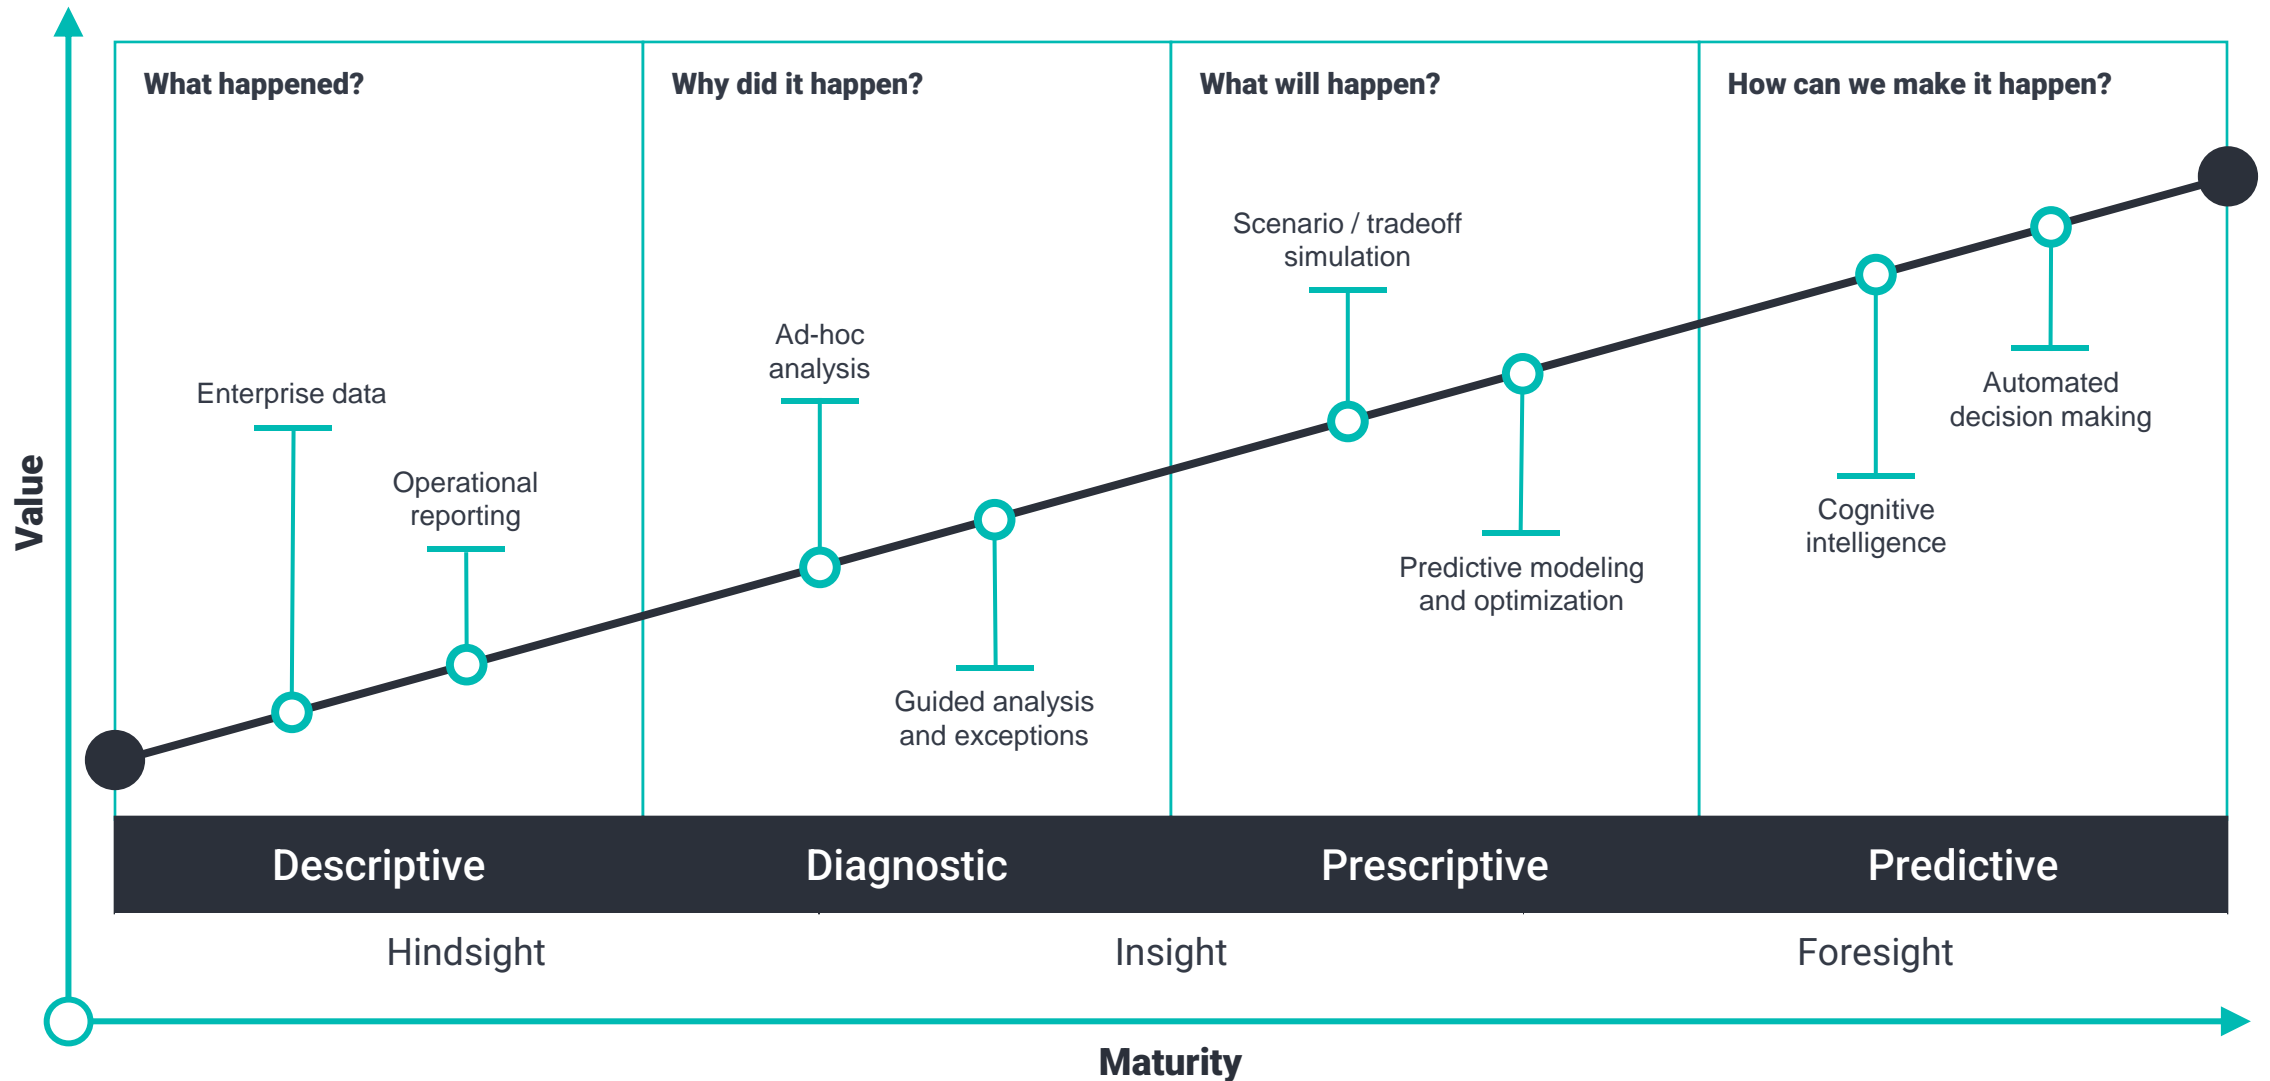 What happened?
Why did it happen?
What will happen?
How can we make it happen?
Enterprise data
Operational
reporting
Ad-hoc
analysis
Guided analysis
and exceptions
Scenario / tradeoff
simulation
Predictive modeling
and optimization
Cognitive
intelligence
Automated
decision making
Value
Descriptive
Diagnostic
Prescriptive
Predictive
Hindsight
Insight
Foresight
Maturity